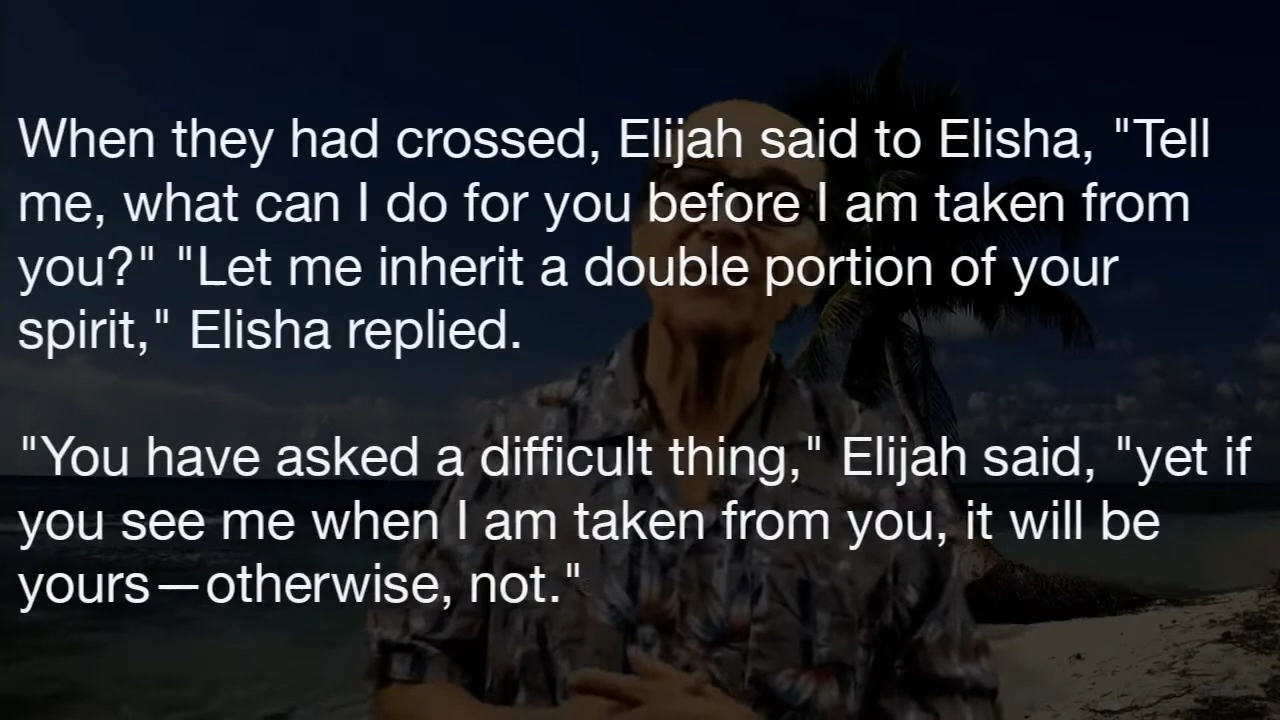 When they had crossed, Elijah said to Elisha, "Tell
me, what can I do for you before I am taken from
you?" "Let me inherit a double portion of your
spirit," Elisha replied.
"You have asked a difficult thing," Elijah said, "yet if
you see me when I am taken from you, it will be
yours—otherwise, not."